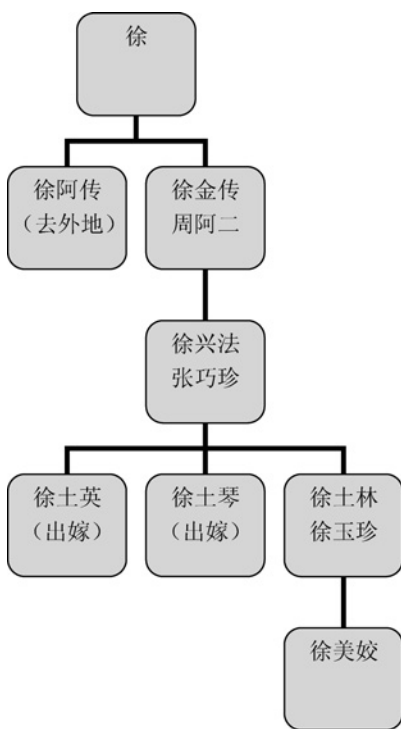 徐
徐阿传
（去外地）
徐金传
周阿二
徐兴法
张巧珍
徐土英
（出嫁）
徐土琴
（出嫁）
徐土林
徐玉珍
徐美姣